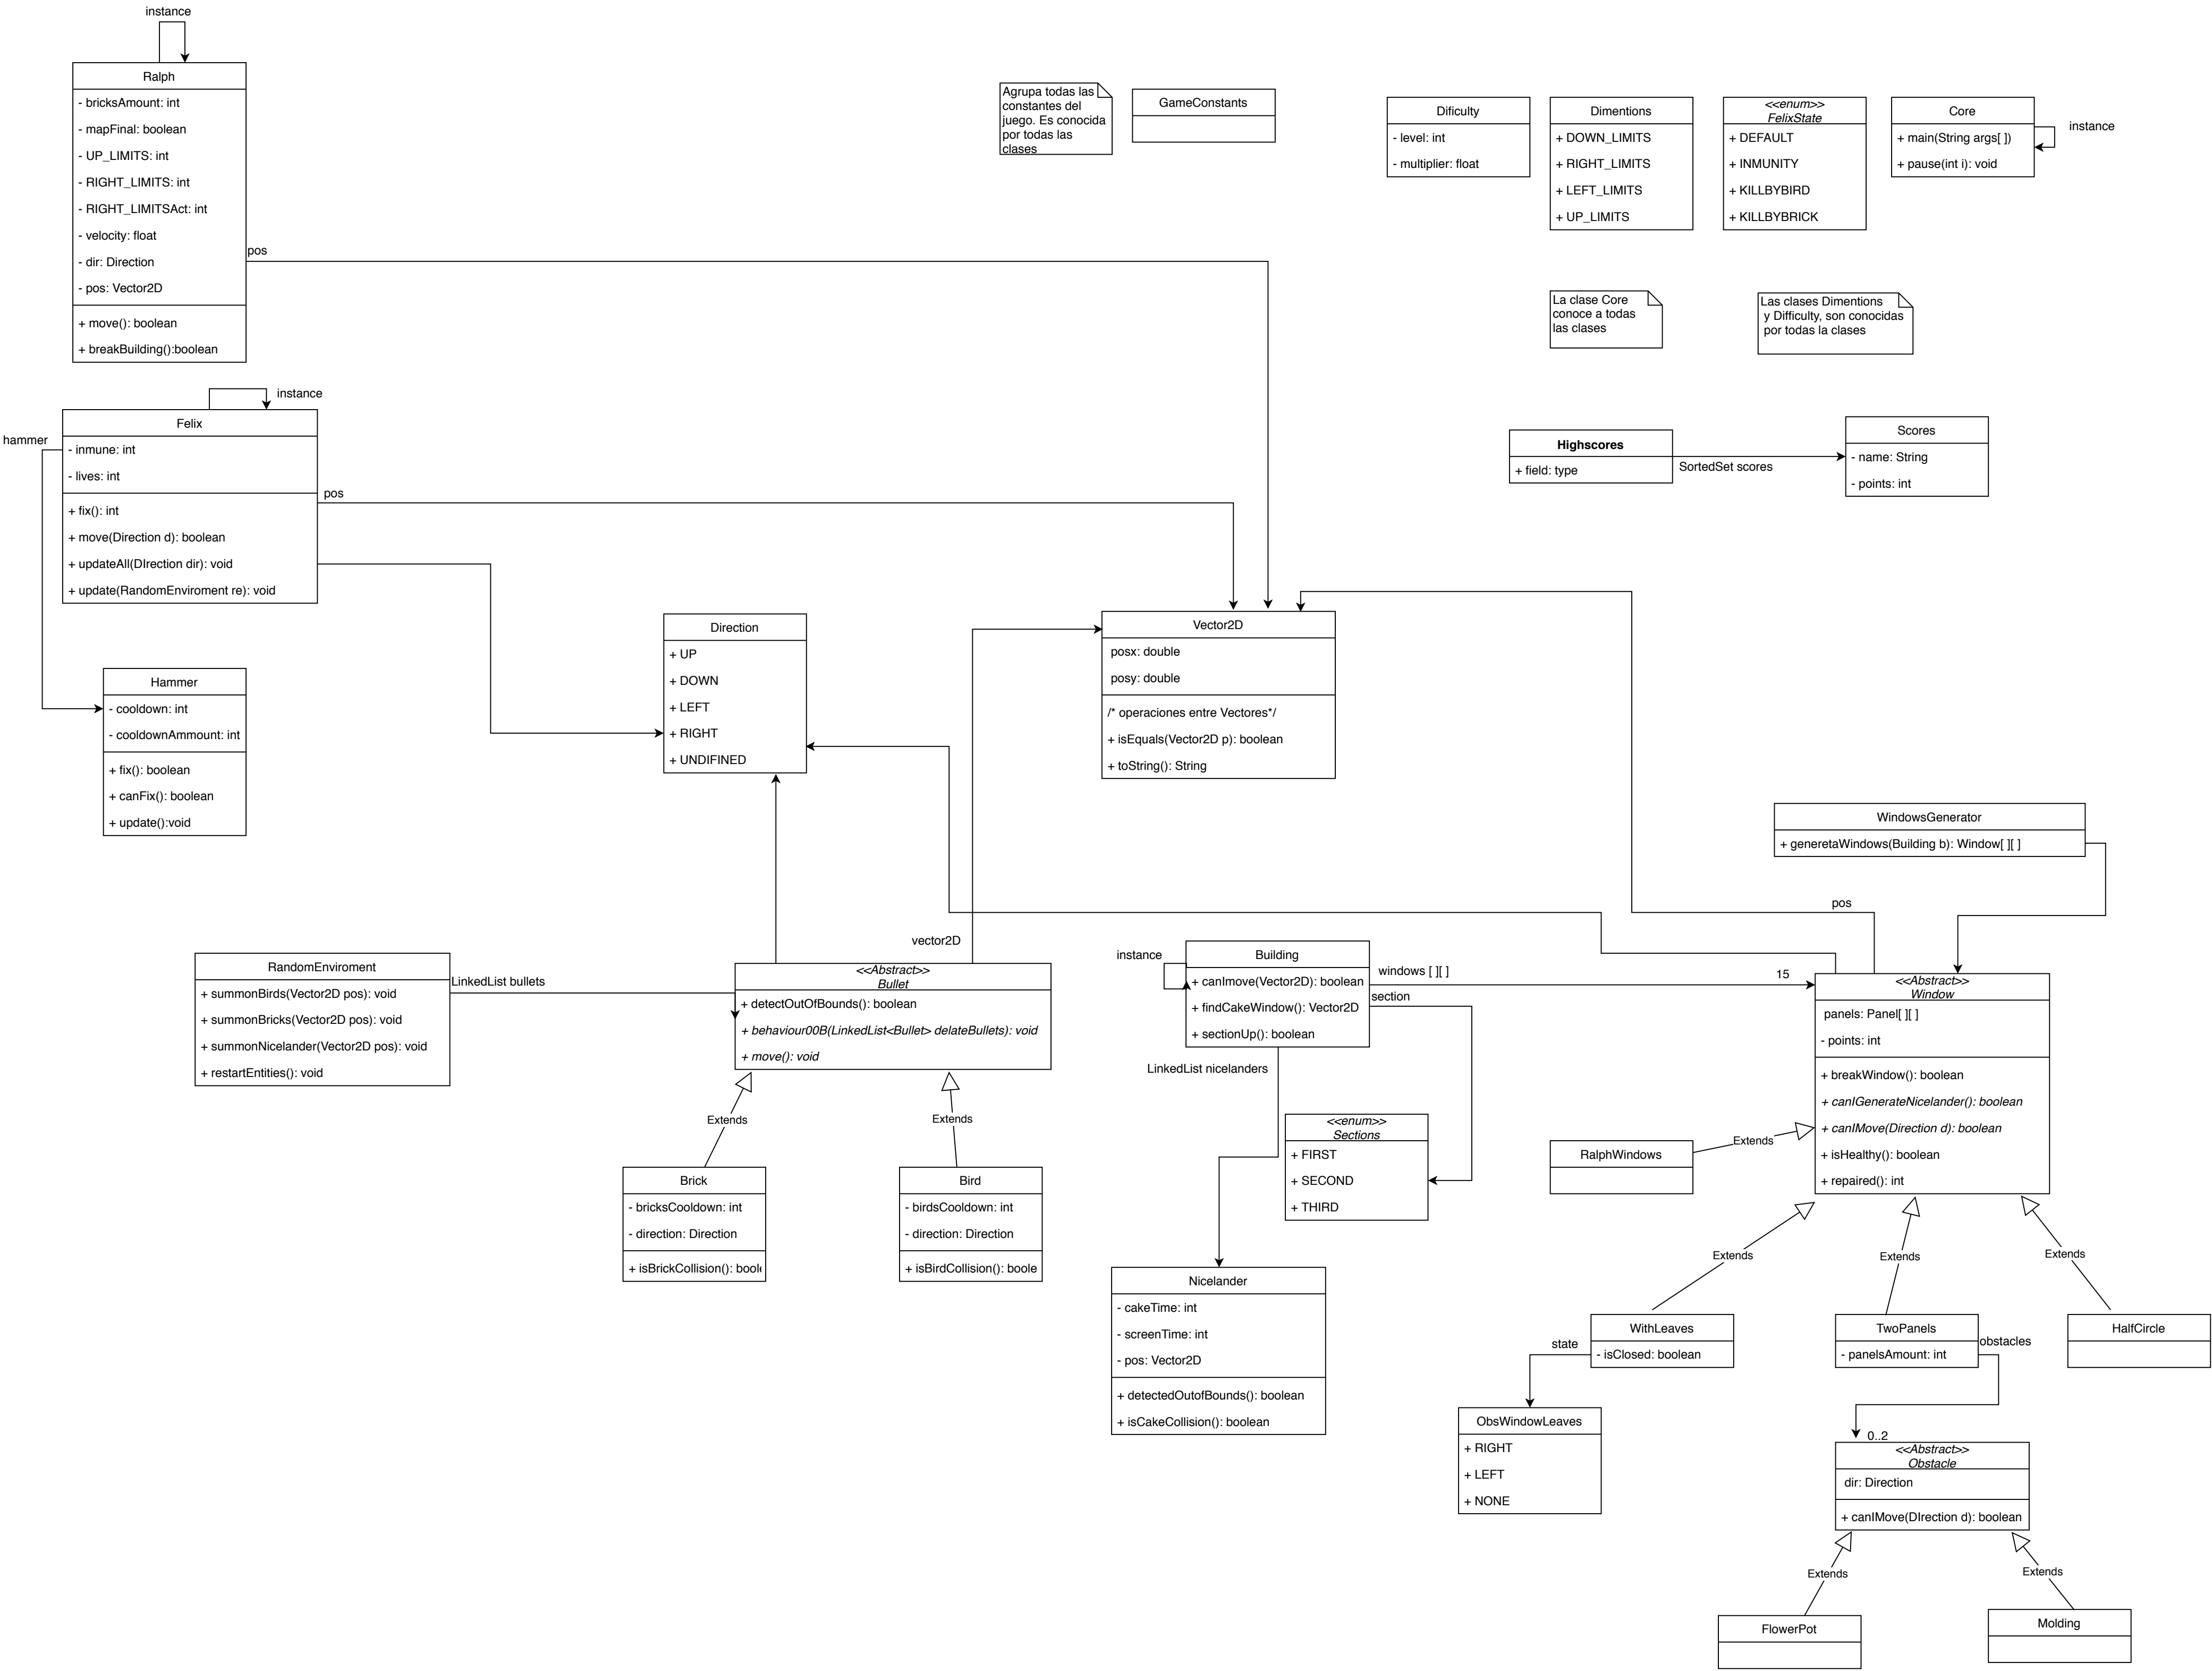 instance
Ralph
- bricksAmount: int
- mapFinal: boolean
- UP_LIMITS: int
- RIGHT_LIMITS: int
- RIGHT_LIMITSAct: int
- velocity: float
- dir: Direction
- pos: Vector2D
+ move(): boolean
+ breakBuilding():boolean
pos
Agrupa todas las
constantes del
juego. Es conocida
por todas las
clases
GameConstants
Dificulty
- level: int
- multiplier: float
Dimentions
+ DOWN_LIMITS
+ RIGHT_LIMITS
+ LEFT_LIMITS
+ UP_LIMITS
<<enum>>
FelixState
+ DEFAULT
+ INMUNITY
+ KILLBYBIRD
+ KILLBYBRICK
Core
+ main(String args[ ])
+ pause(int i): void
instance
La clase Core
conoce a todas
las clases
Las clases Dimentions
y Difficulty, son conocidas
por todas la clases
Highscores
+ field: type
SortedSet scores
Scores
- name: String
- points: int
instance
hammer
Felix
- inmune: int
- lives: int
+ fix(): int
+ move(Direction d): boolean
+ updateAll(DIrection dir): void
+ update(RandomEnviroment re): void
pos
Hammer
- cooldown: int
- cooldownAmmount: int
+ fix(): boolean
+ canFix(): boolean
+ update():void
Direction
+ UP
+ DOWN
+ LEFT
+ RIGHT
+ UNDIFINED
Vector2D
posx: double
posy: double
/* operaciones entre Vectores*/
+ isEquals(Vector2D p): boolean
+ toString(): String
WindowsGenerator
+ generetaWindows(Building b): Window[ ][ ]
pos
vector2D
RandomEnviroment
+ summonBirds(Vector2D pos): void
+ summonBricks(Vector2D pos): void
+ summonNicelander(Vector2D pos): void
+ restartEntities(): void
LinkedList bullets
<<Abstract>>
Bullet
+ detectOutOfBounds(): boolean
+ behaviour00B(LinkedList<Bullet> delateBullets): void
+ move(): void
Extends
Extends
Brick
- bricksCooldown: int
- direction: Direction
+ isBrickCollision(): boole
Bird
- birdsCooldown: int
- direction: Direction
+ isBirdCollision(): boole
instance
Building
+ canImove(Vector2D): boolean
+ findCakeWindow(): Vector2D
+ sectionUp(): boolean
windows [ ][ ]
15
section
LinkedList nicelanders
<<enum>>
Sections
+ FIRST
+ SECOND
+ THIRD
Nicelander
- cakeTime: int
- screenTime: int
- pos: Vector2D
+ detectedOutofBounds(): boolean
+ isCakeCollision(): boolean
<<Abstract>>
Window
panels: Panel[ ][ ]
- points: int
+ breakWindow(): boolean
+ canIGenerateNicelander(): boolean
+ canIMove(Direction d): boolean
+ isHealthy(): boolean
+ repaired(): int
RalphWindows
Extends
Extends
Extends
Extends
WithLeaves
- isClosed: boolean
state
TwoPanels
- panelsAmount: int
obstacles
HalfCircle
ObsWindowLeaves
+ RIGHT
+ LEFT
+ NONE
0..2
<<Abstract>>
Obstacle
dir: Direction
+ canIMove(DIrection d): boolean
Extends
Extends
FlowerPot
Molding